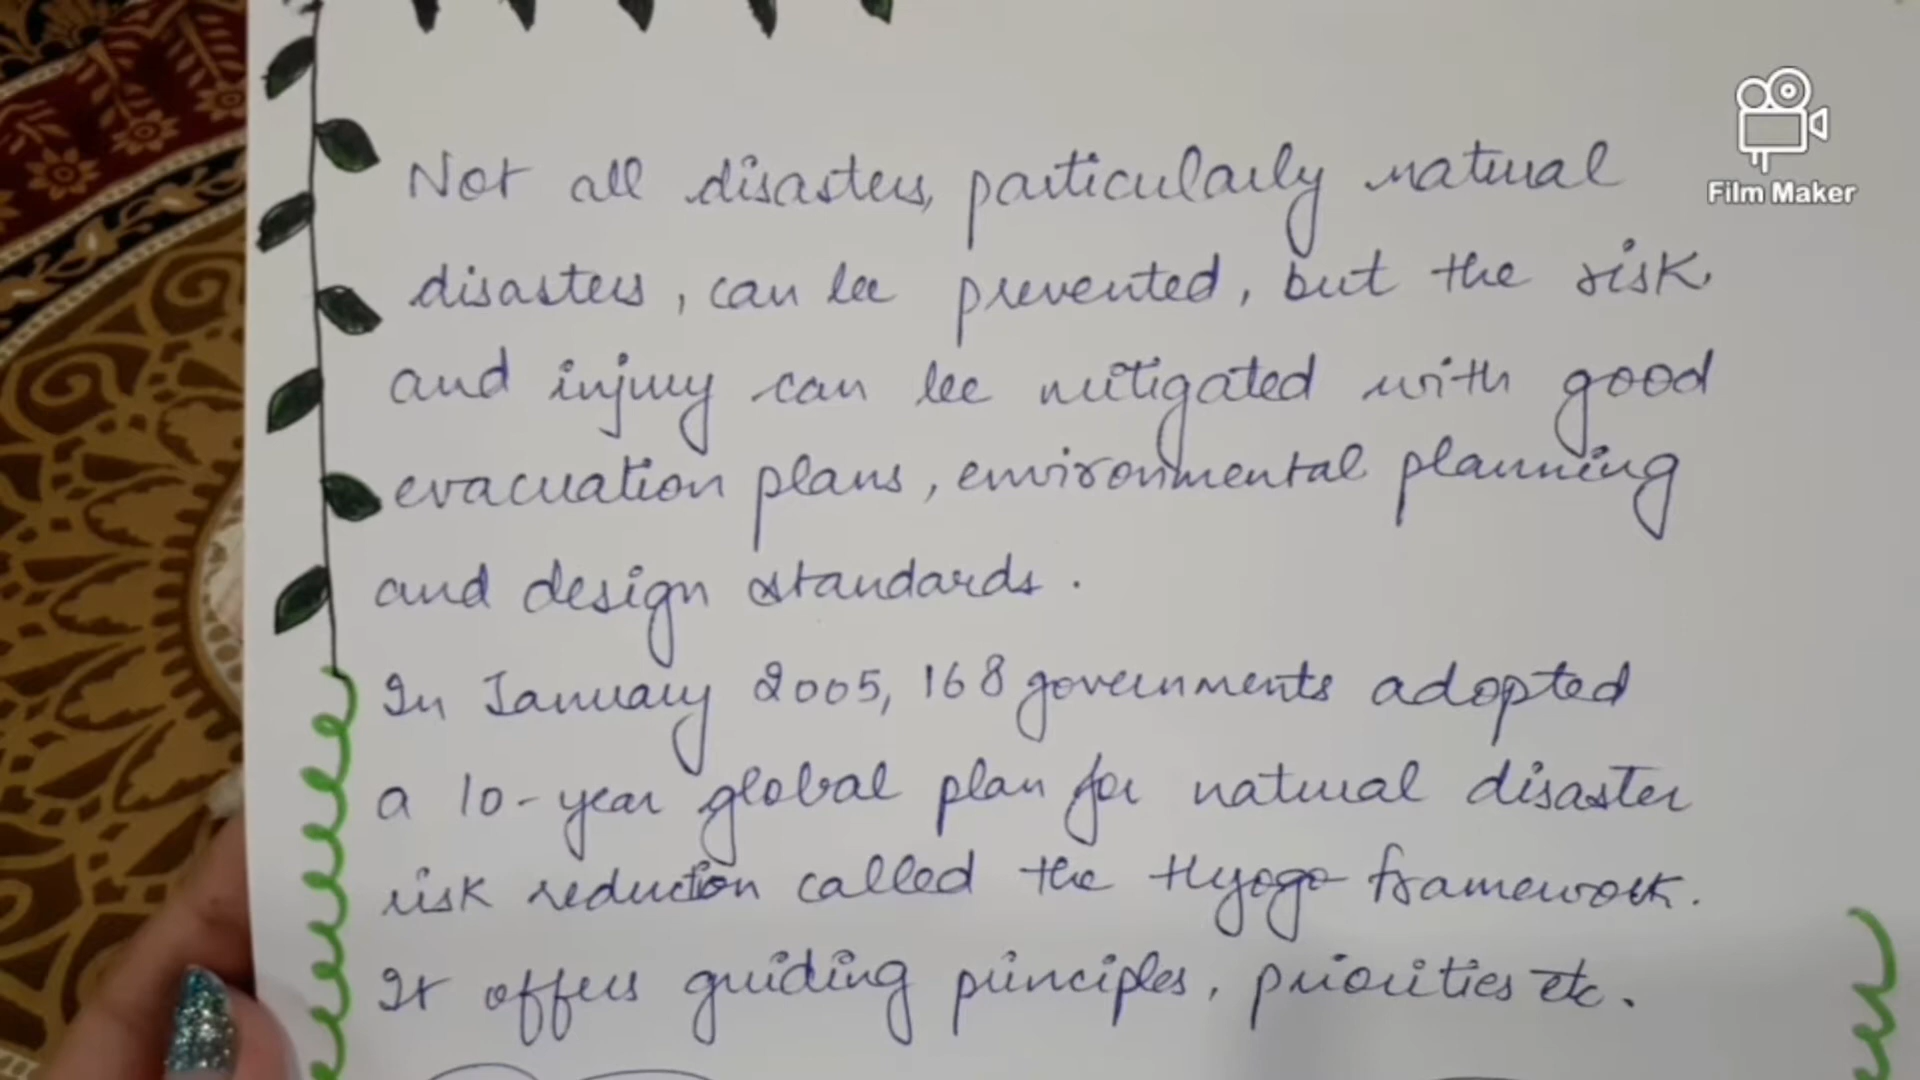 Not all disasters, particularly natural
disasters, can be prevented, but the risk
and injury can be mitigated with good
evacuation plans, environmental planning
and design standards.
In January 2005, 168 governments adopted
a 10-year global plan for natural disaster
risk reduction called the Hyogo framework.
It offers guiding principles, priorities etc.
Film Maker